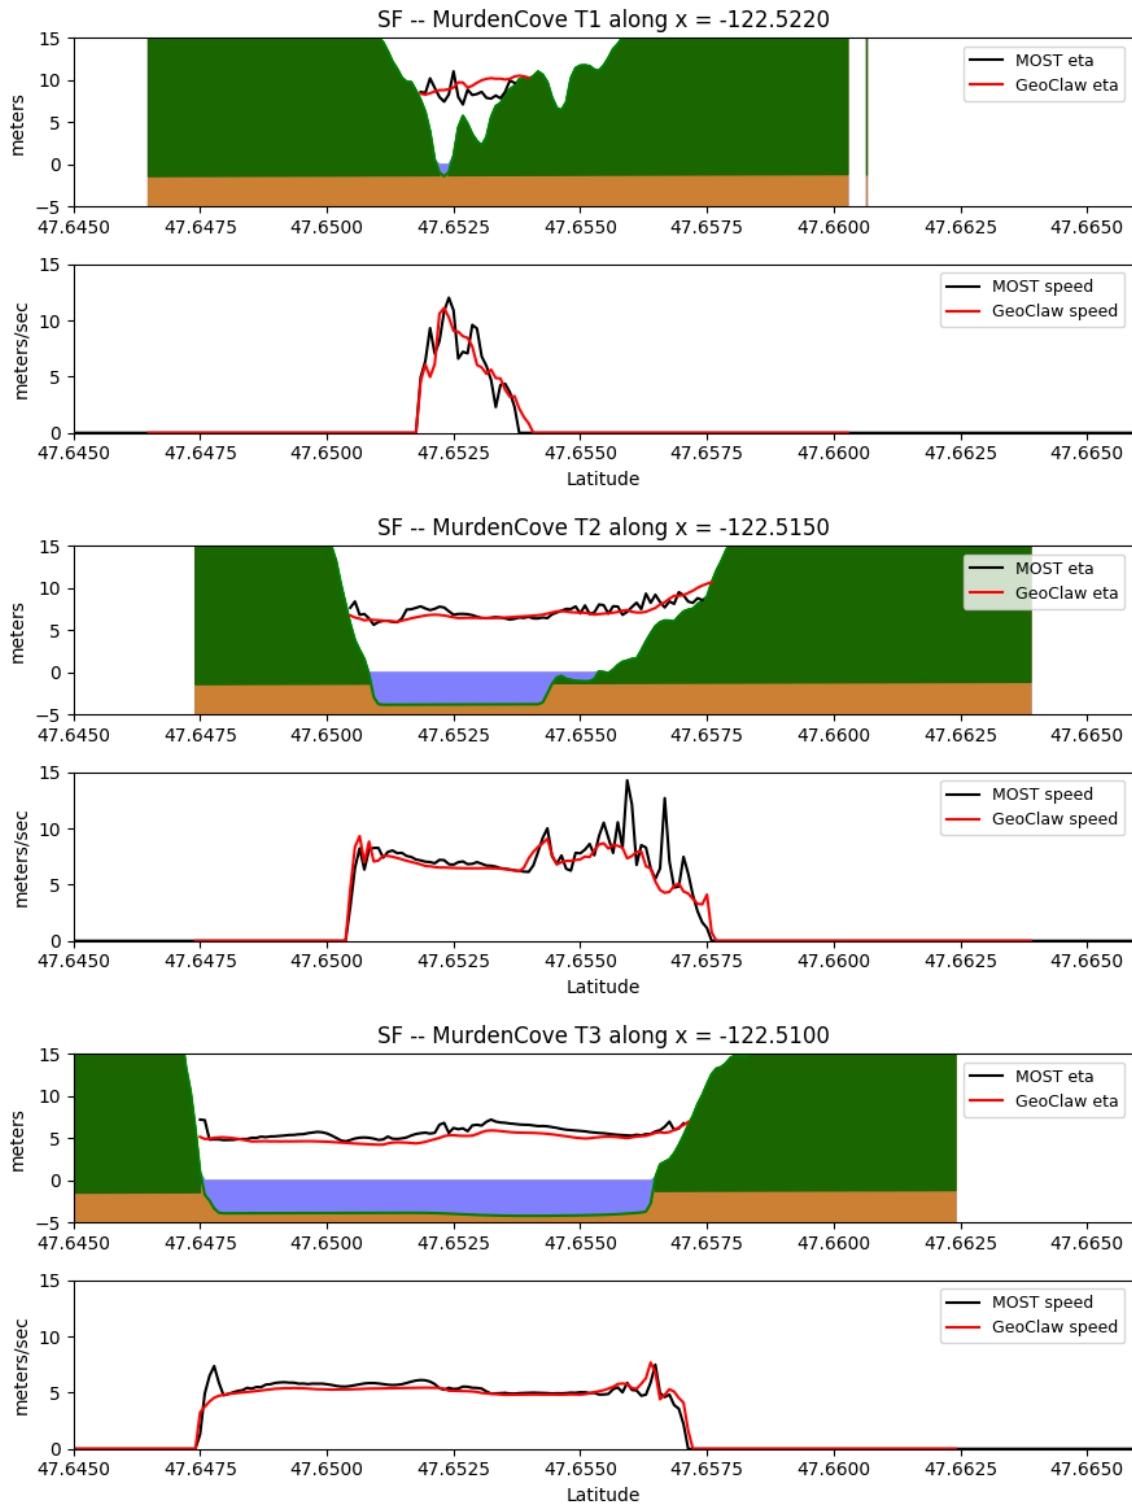 SF -- MurdenCove T1 along x = -122.5220
15
10
5
0
−5
meters
MOST eta
GeoClaw eta
47.6450 47.6475 47.6500 47.6525 47.6550 47.6575 47.6600 47.6625 47.6650
15
10
5
0
meters/sec
MOST speed
GeoClaw speed
47.6450 47.6475 47.6500 47.6525 47.6550 47.6575 47.6600 47.6625 47.6650
Latitude
SF -- MurdenCove T2 along x = -122.5150
15
10
5
0
−5
meters
MOST eta
GeoClaw eta
47.6450 47.6475 47.6500 47.6525 47.6550 47.6575 47.6600 47.6625 47.6650
15
10
5
0
meters/sec
MOST speed
GeoClaw speed
47.6450 47.6475 47.6500 47.6525 47.6550 47.6575 47.6600 47.6625 47.6650
Latitude
SF -- MurdenCove T3 along x = -122.5100
15
10
5
0
−5
meters
MOST eta
GeoClaw eta
47.6450 47.6475 47.6500 47.6525 47.6550 47.6575 47.6600 47.6625 47.6650
15
10
5
0
meters/sec
MOST speed
GeoClaw speed
47.6450 47.6475 47.6500 47.6525 47.6550 47.6575 47.6600 47.6625 47.6650
Latitude